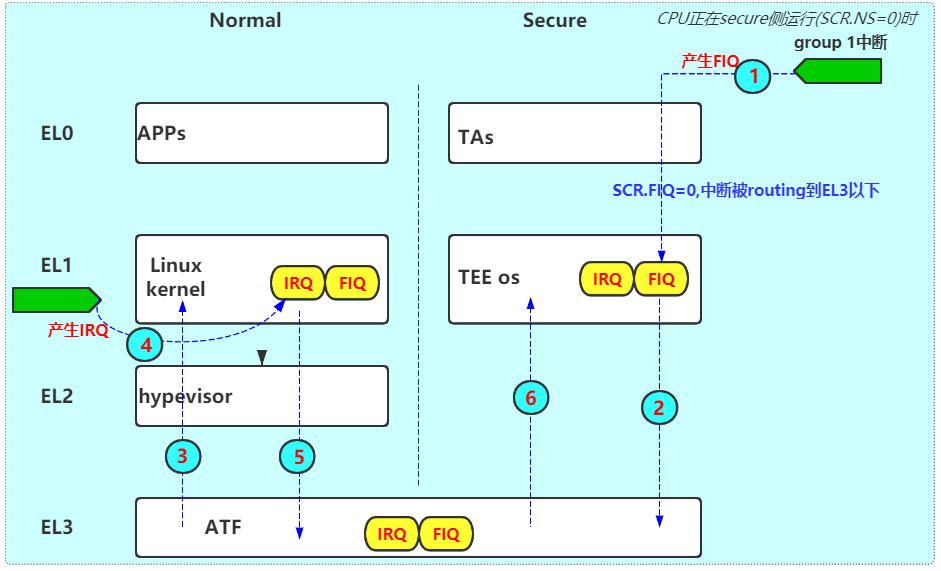 Normal
Secure
CPU正在secure侧运行(SCR.NS=0)时
group 1中断
产生FIQ
1
EL0
APPs
TAs
SCR.FIQ=0,中断被routing到EL3以下
EL1
Linux
kernel
IRQ
FIQ
TEE os
IRQ
FIQ
产生IRQ
4
EL2
hypevisor
6
2
3
5
EL3
ATF
IRQ
FIQ